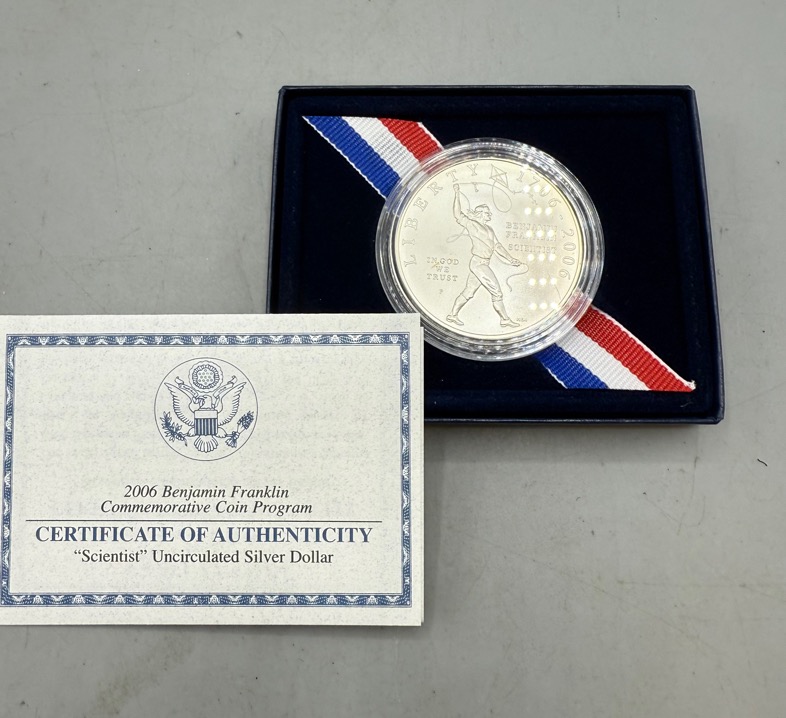 LIBERTY 1706 2006
BENJAMIN
FRANKLIN
SCIENTIST
IN GOD
WE
TRUST
P
2006 Benjamin Franklin
Commemorative Coin Program
CERTIFICATE OF AUTHENTICITY
"Scientist" Uncirculated Silver Dollar